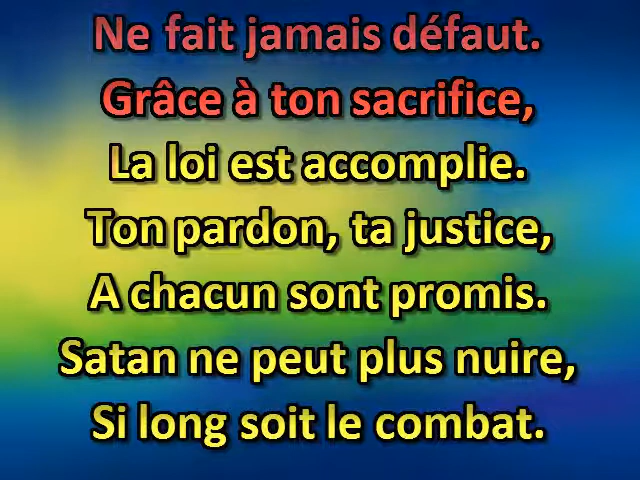 Ne fait jamais défaut.
Grâce à ton sacrifice,
La loi est accomplie.
Ton pardon, ta justice,
A chacun sont promis.
Satan ne peut plus nuire,
Si long soit le combat.